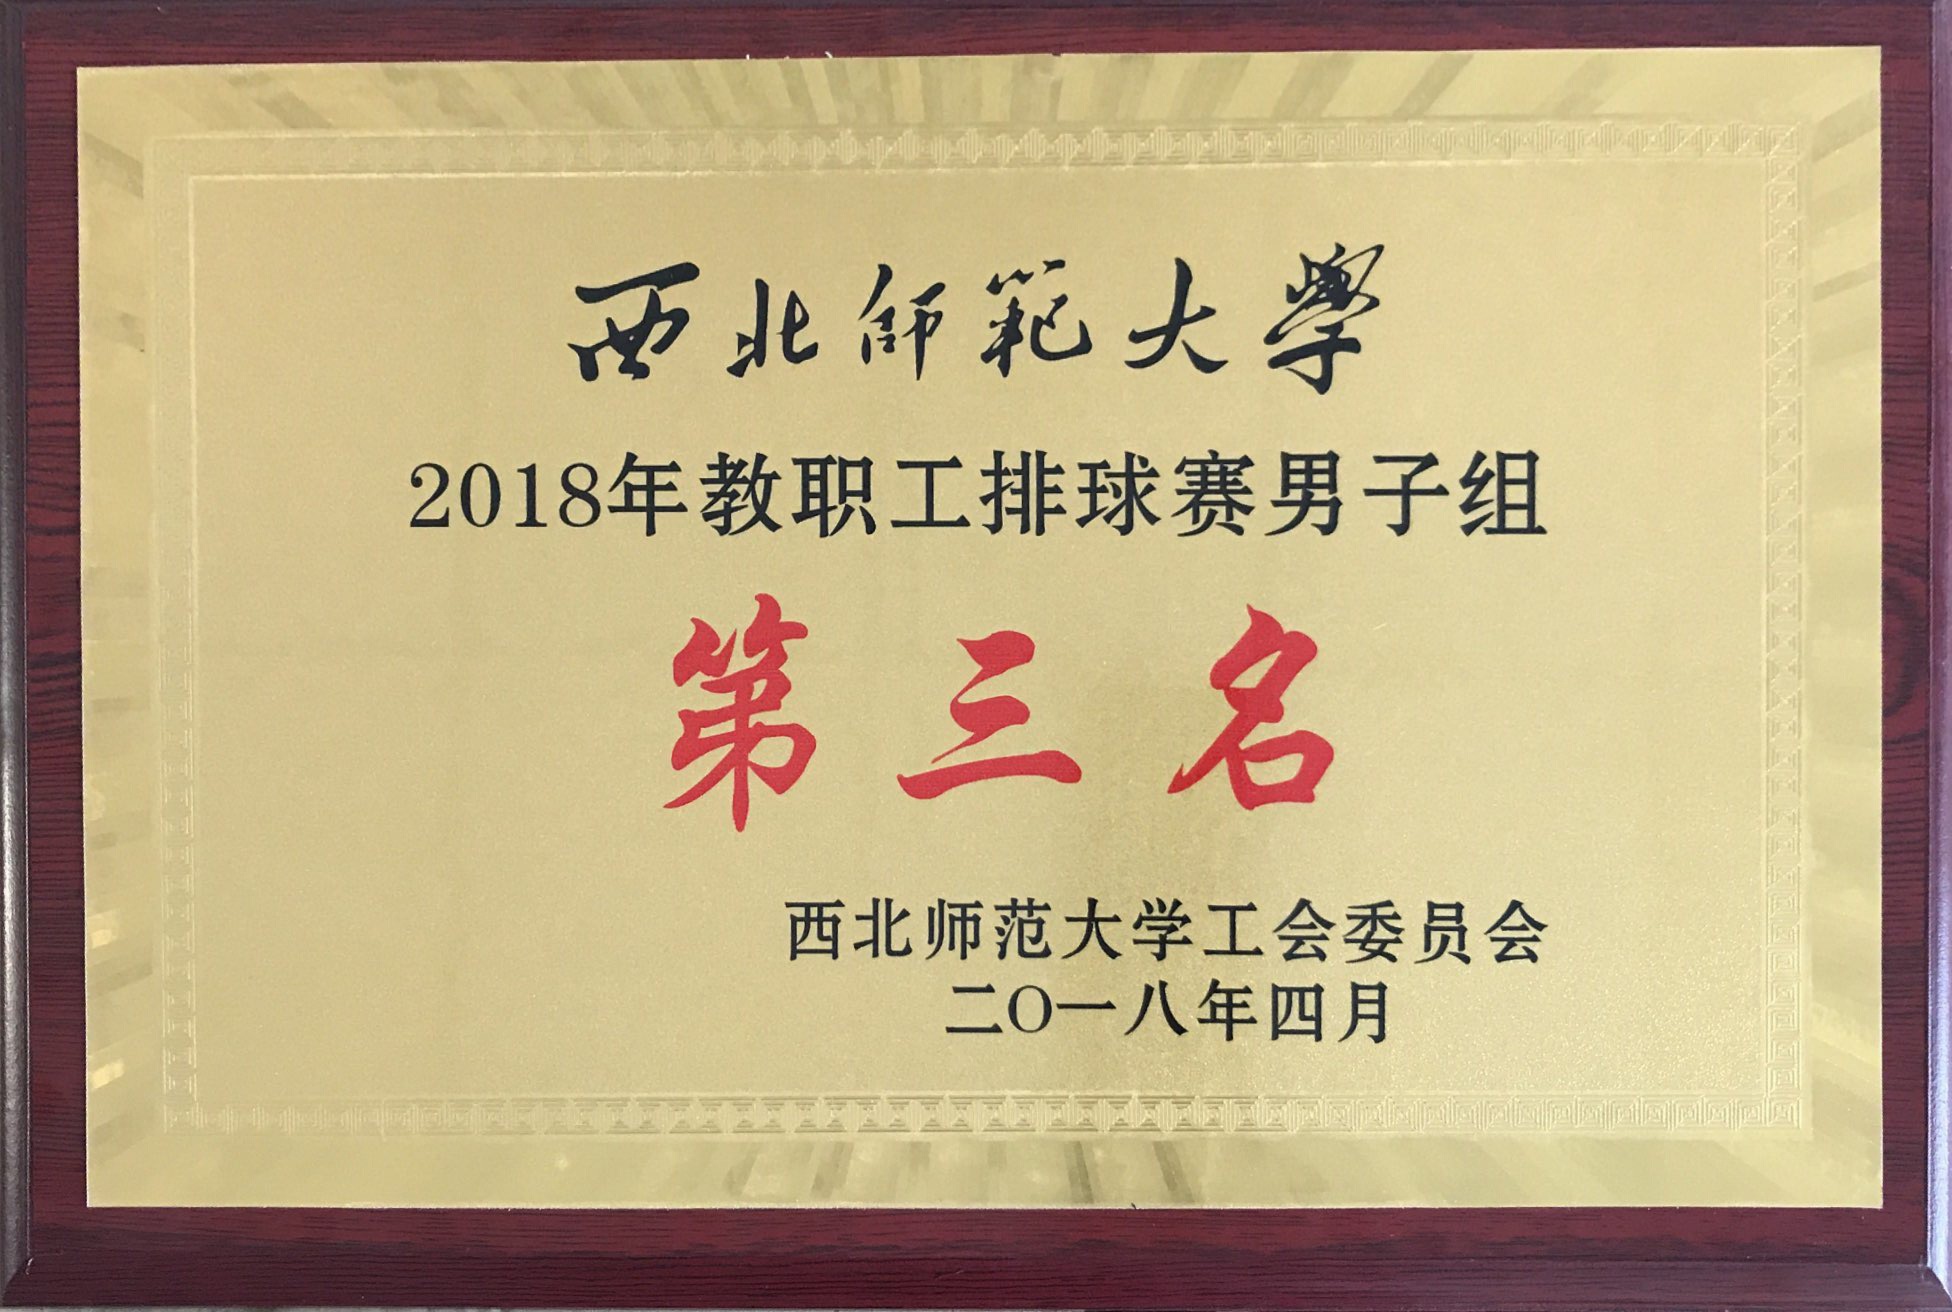 西北师範大學
2018年教职工排球赛男子组
第三名
西北师范大学工会委员会
二〇一八年四月